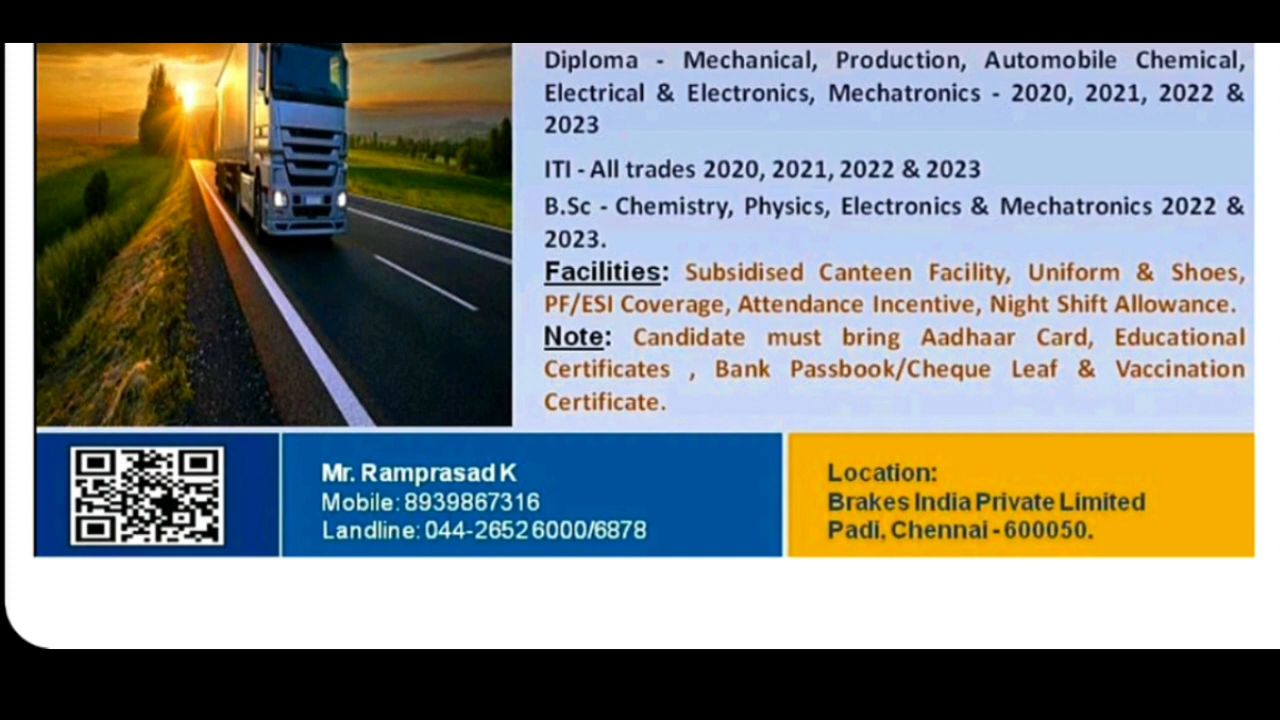 Diploma - Mechanical, Production, Automobile Chemical,
Electrical & Electronics, Mechatronics - 2020, 2021, 2022 &
2023
ITI - All trades 2020, 2021, 2022 & 2023
B.Sc - Chemistry, Physics, Electronics & Mechatronics 2022 &
2023.
Facilities: Subsidised Canteen Facility, Uniform & Shoes,
PF/ESI Coverage, Attendance Incentive, Night Shift Allowance.
Note: Candidate must bring Aadhaar Card, Educational
Certificates , Bank Passbook/Cheque Leaf & Vaccination
Certificate.
Mr. Ramprasad K
Mobile: 8939867316
Landline: 044-2652 6000/6878
Location:
Brakes India Private Limited
Padi, Chennai - 600050.